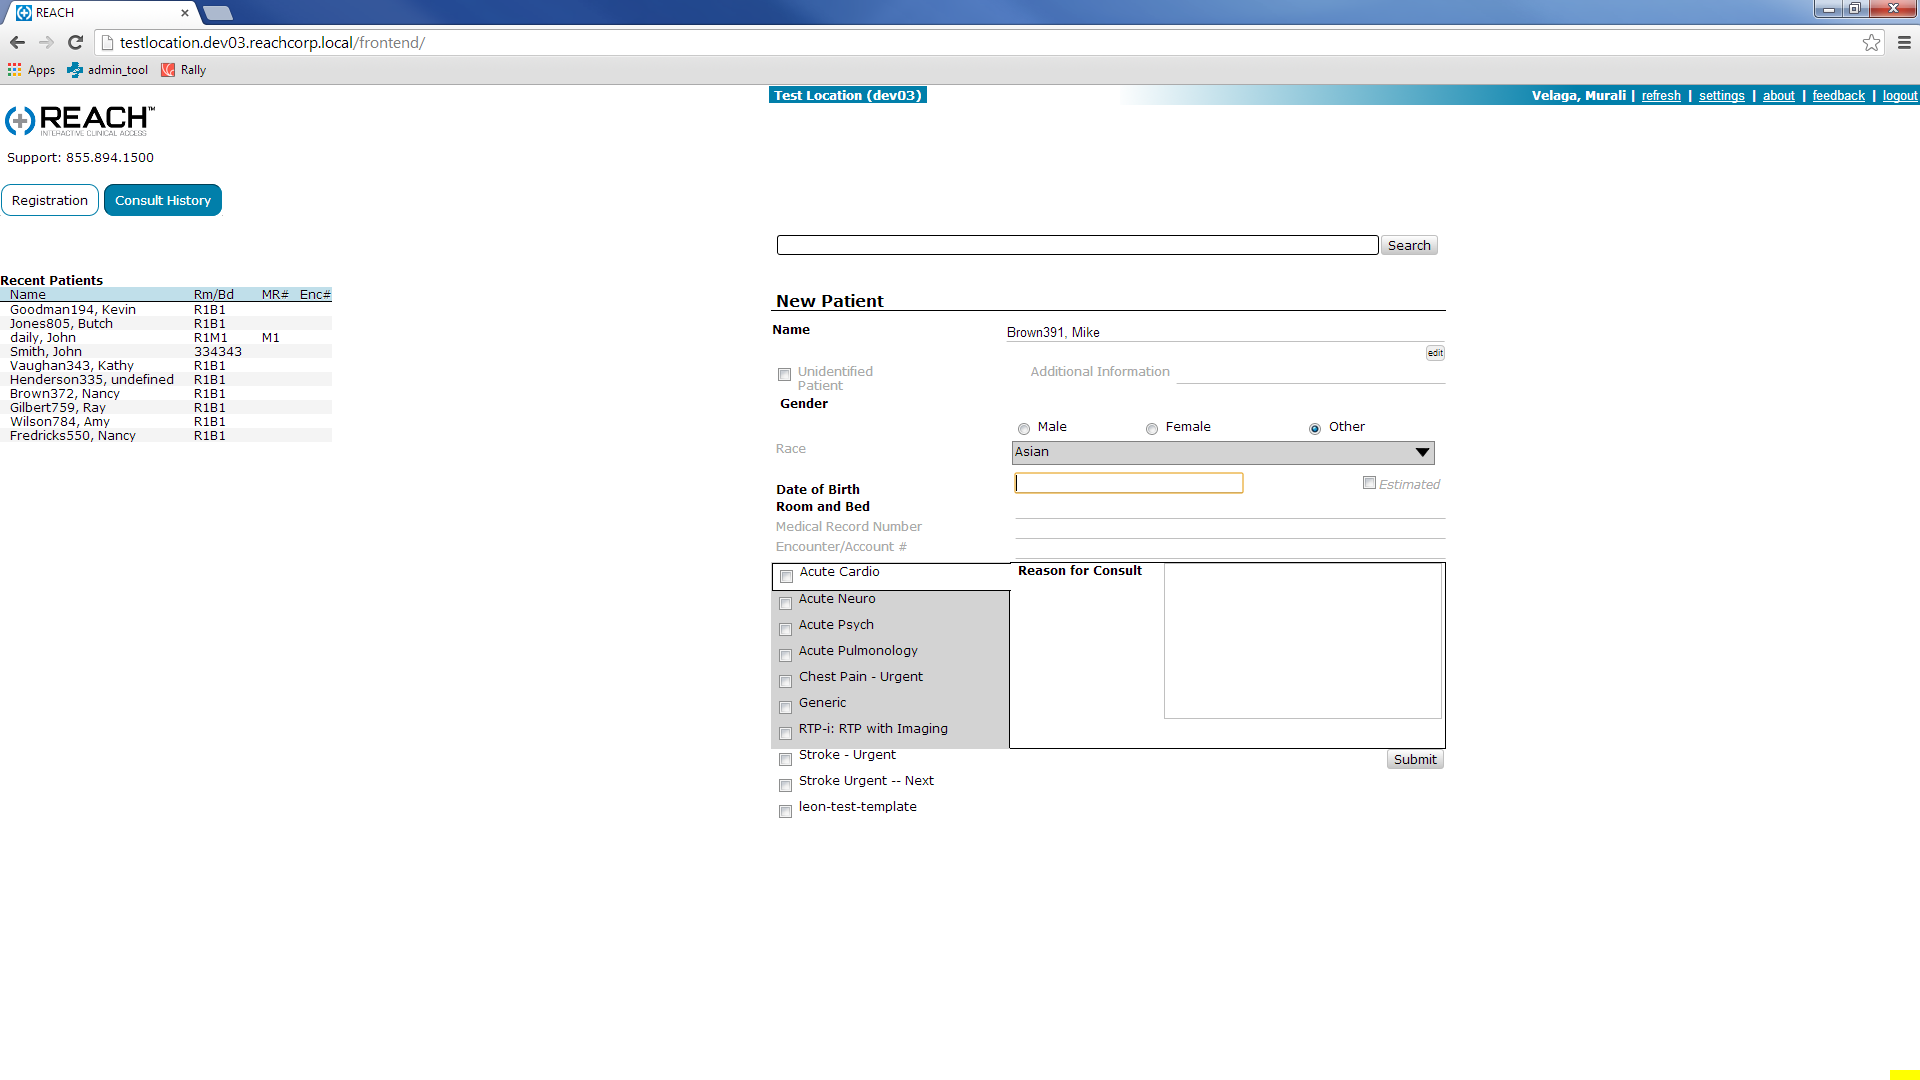 REACH
testlocation.dev03.reachcorp.local/frontend/
Apps admin_tool Rally
Test Location (dev03) Velaga, Murali | refresh | settings | about | feedback | logout
REACH™
INTERACTIVE CLINICAL ACCESS
Support: 855.894.1500
Registration Consult History
Search
Recent Patients
Name Rm/Bd MR# Enc#
Goodman194, Kevin R1B1
Jones805, Butch R1B1
daily, John R1M1 M1
Smith, John 334343
Vaughan343, Kathy R1B1
Henderson335, undefined R1B1
Brown372, Nancy R1B1
Gilbert759, Ray R1B1
Wilson784, Amy R1B1
Fredricks550, Nancy R1B1
New Patient
Name Brown391, Mike
edit
Unidentified Patient Additional Information
Gender
Male Female Other
Race Asian
Date of Birth Estimated
Room and Bed
Medical Record Number
Encounter/Account #
Acute Cardio
Acute Neuro
Acute Psych
Acute Pulmonology
Chest Pain - Urgent
Generic
RTP-i: RTP with Imaging
Stroke - Urgent
Stroke Urgent -- Next
leon-test-template
Reason for Consult
Submit